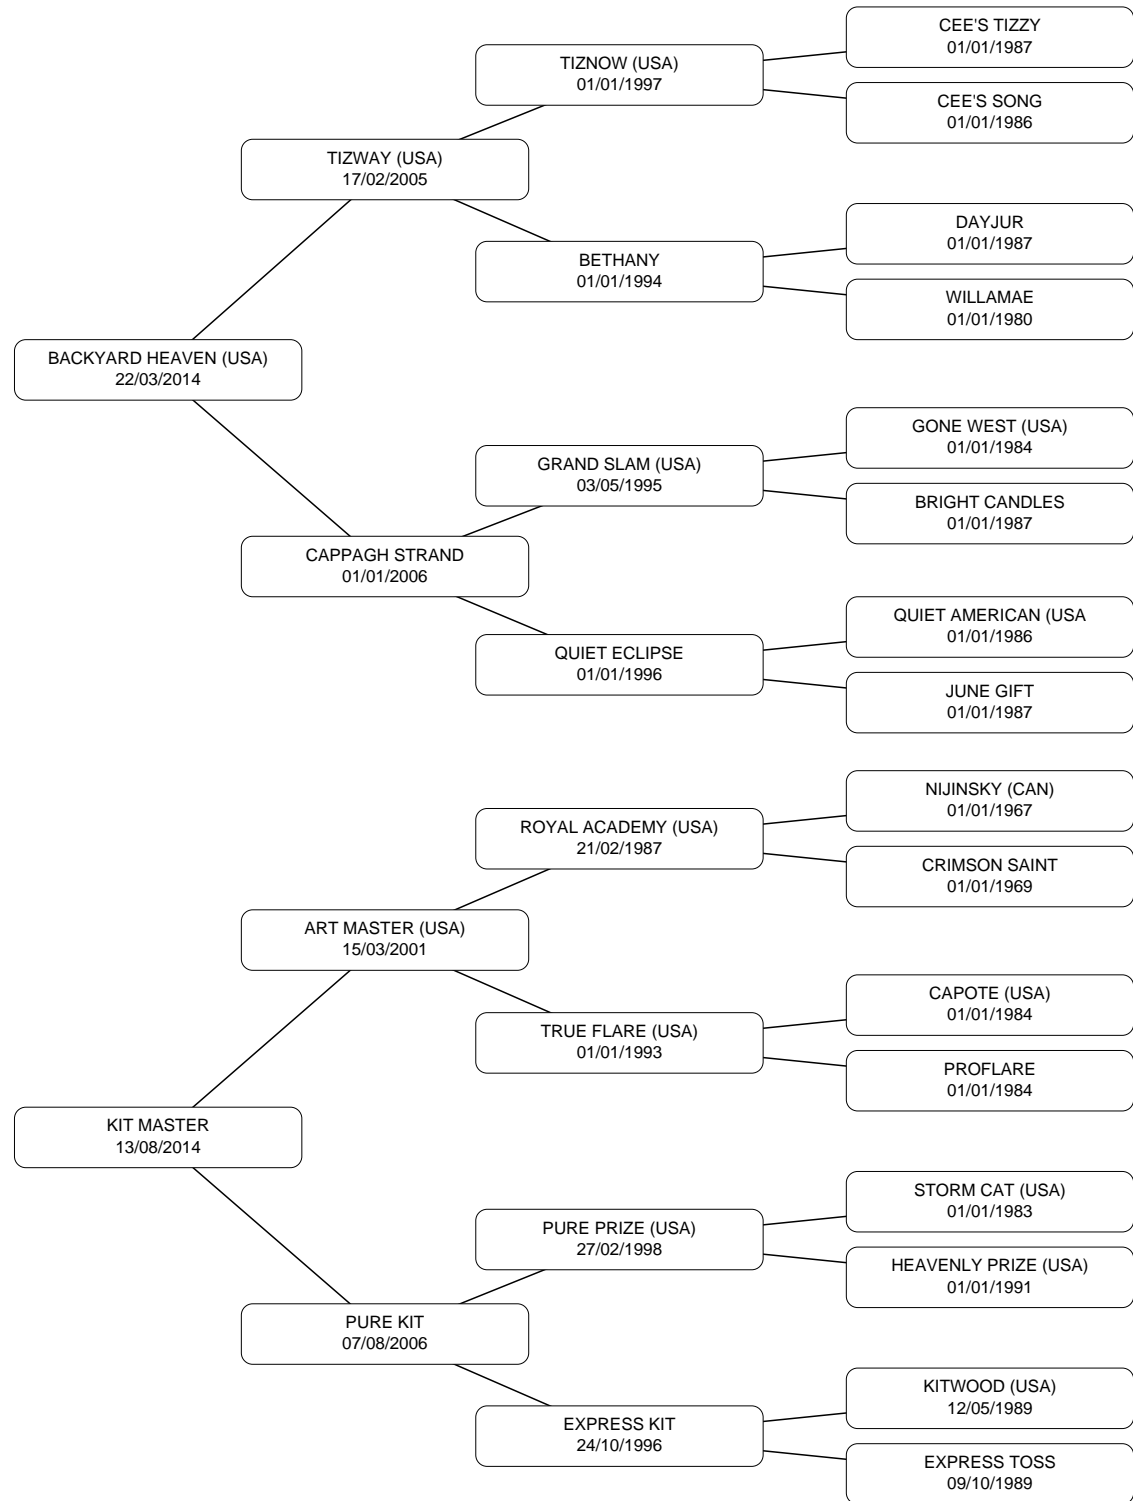 CEE'S TIZZY
01/01/1987
TIZNOW (USA)
01/01/1997
CEE'S SONG
01/01/1986
TIZWAY (USA)
17/02/2005
DAYJUR
01/01/1987
BETHANY
01/01/1994
WILLAMAE
01/01/1980
BACKYARD HEAVEN (USA)
22/03/2014
GONE WEST (USA)
01/01/1984
GRAND SLAM (USA)
03/05/1995
BRIGHT CANDLES
01/01/1987
CAPPAGH STRAND
01/01/2006
QUIET AMERICAN (USA
01/01/1986
QUIET ECLIPSE
01/01/1996
JUNE GIFT
01/01/1987
NIJINSKY (CAN)
01/01/1967
ROYAL ACADEMY (USA)
21/02/1987
CRIMSON SAINT
01/01/1969
ART MASTER (USA)
15/03/2001
CAPOTE (USA)
01/01/1984
TRUE FLARE (USA)
01/01/1993
PROFLARE
01/01/1984
KIT MASTER
13/08/2014
STORM CAT (USA)
01/01/1983
PURE PRIZE (USA)
27/02/1998
HEAVENLY PRIZE (USA)
01/01/1991
PURE KIT
07/08/2006
KITWOOD (USA)
12/05/1989
EXPRESS KIT
24/10/1996
EXPRESS TOSS
09/10/1989